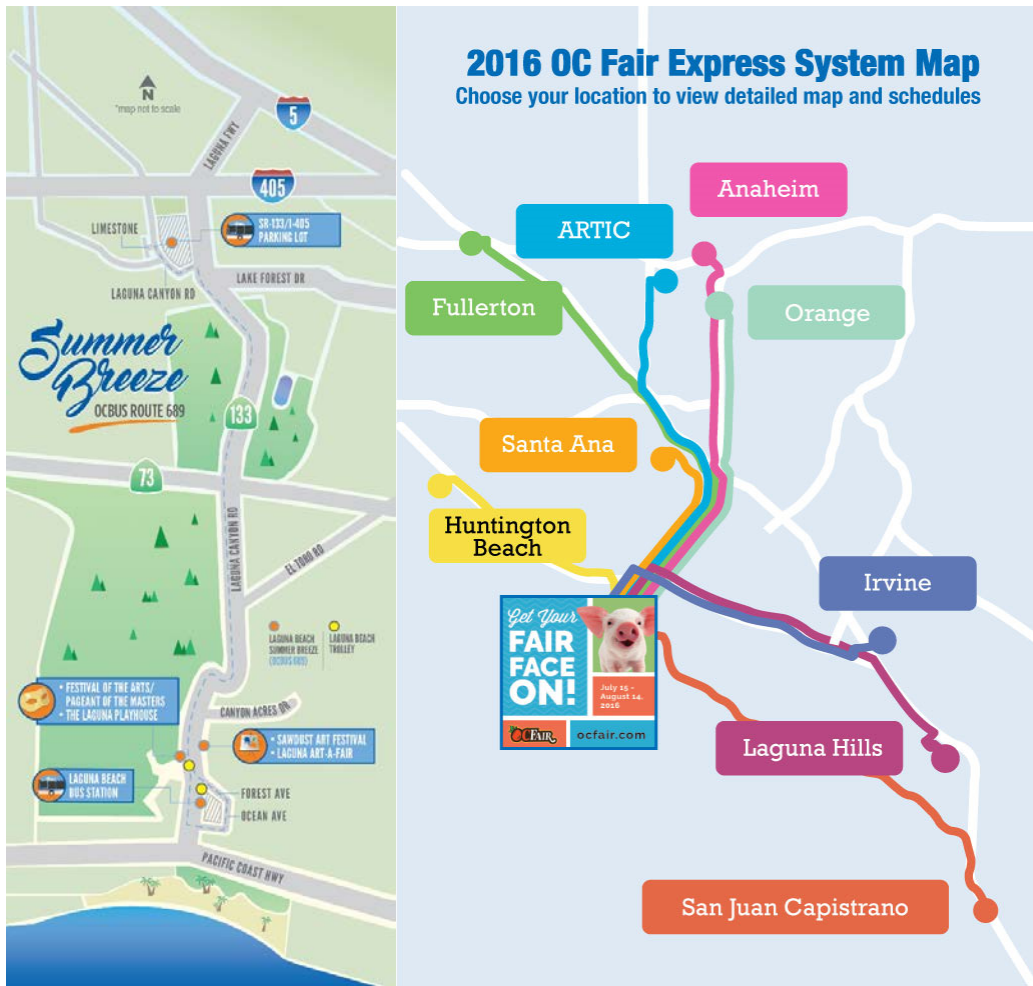 N
*map not to scale
5
LAGUNA FWY
405
LIMESTONE
SR-133/I-405
PARKING LOT
LAKE FOREST DR
LAGUNA CANYON RD
Summer
Breeze
OCBUS ROUTE 689
133
73
LAGUNA CANYON RD
EL TORO RD
LAGUNA BEACH
SUMMER BREEZE
(OCBUS 689)
LAGUNA BEACH
TROLLEY
• FESTIVAL OF THE ARTS/
PAGEANT OF THE MASTERS
• THE LAGUNA PLAYHOUSE
CANYON ACRES DR
• SAWDUST ART FESTIVAL
• LAGUNA ART-A-FAIR
LAGUNA BEACH
BUS STATION
FOREST AVE
OCEAN AVE
PACIFIC COAST HWY
2016 OC Fair Express System Map
Choose your location to view detailed map and schedules
Anaheim
ARTIC
Fullerton
Orange
Santa Ana
Huntington
Beach
Irvine
Get Your
FAIR
FACE
ON!
July 15 -
August 14,
2016
OCFAIR
ocfair.com
Laguna Hills
San Juan Capistrano